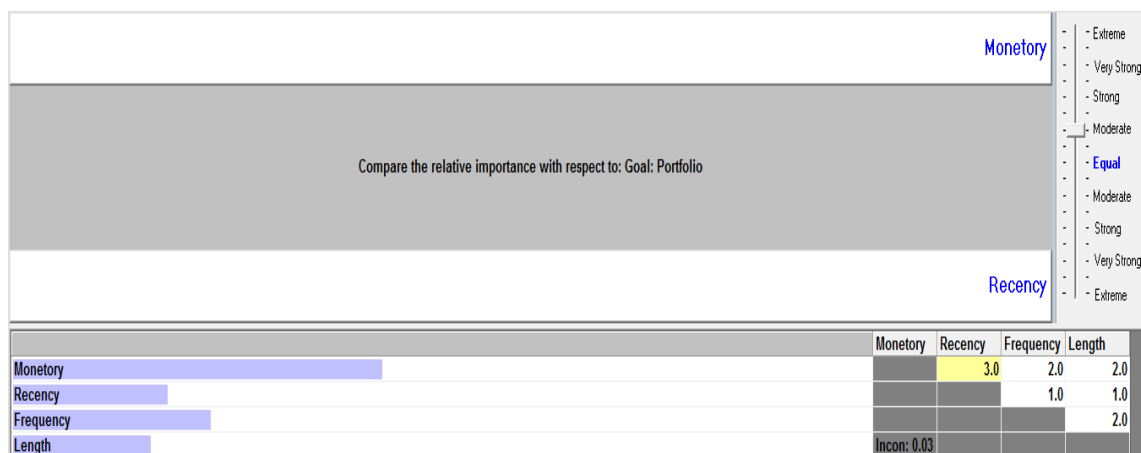 Monetory
Compare the relative importance with respect to: Goal: Portfolio
Recency
Extreme
Very Strong
Strong
Moderate
Equal
Moderate
Strong
Very Strong
Extreme
Monetory Recency Frequency Length
Monetory 3.0 2.0 2.0
Recency 1.0 1.0
Frequency 2.0
Length Incon: 0.03